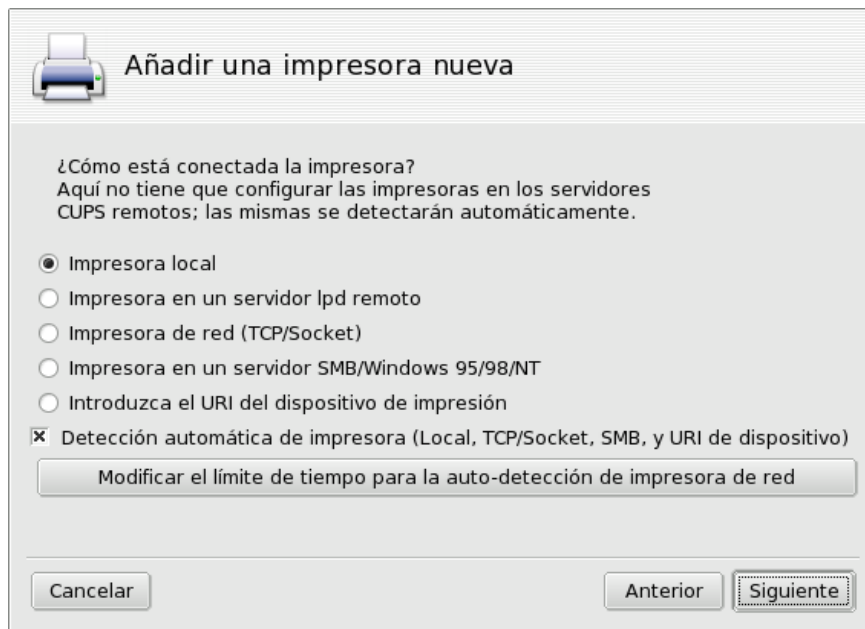 Añadir una impresora nueva
¿Cómo está conectada la impresora?
Aquí no tiene que configurar las impresoras en los servidores
CUPS remotos; las mismas se detectarán automáticamente.
Impresora local
Impresora en un servidor lpd remoto
Impresora de red (TCP/Socket)
Impresora en un servidor SMB/Windows 95/98/NT
Introduzca el URI del dispositivo de impresión
Detección automática de impresora (Local, TCP/Socket, SMB, y URI de dispositivo)
Modificar el límite de tiempo para la auto-detección de impresora de red
Cancelar
Anterior
Siguiente